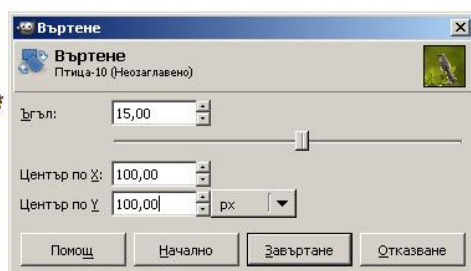 Въртене
Въртене
Птица-10 (Неозаглавено)
Ъгъл: 15,00
Център по X: 100,00
Център по Y 100,00 px
Помощ Начално Завъртане Отказване